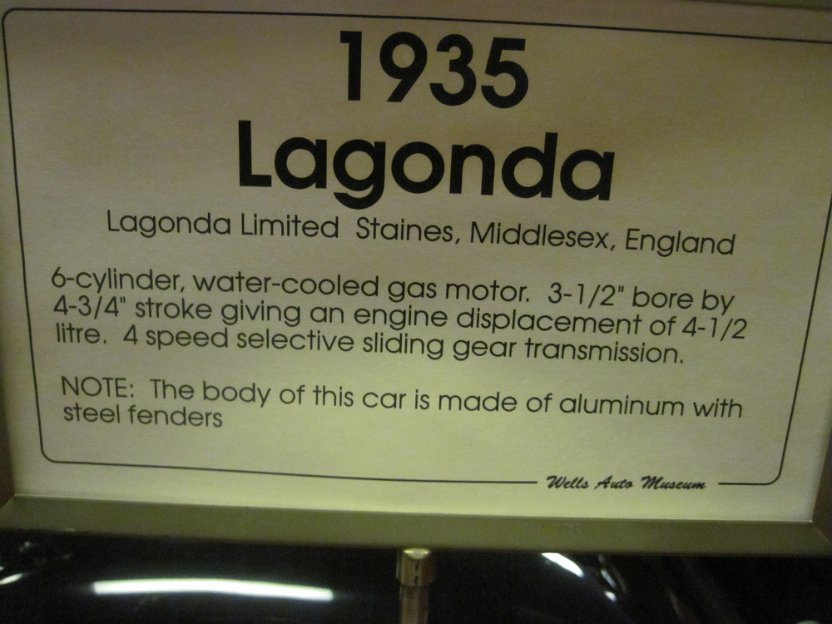 1935
Lagonda
Lagonda Limited Staines, Middlesex, England
6-cylinder, water-cooled gas motor. 3-1/2" bore by
4-3/4" stroke giving an engine displacement of 4-1/2
litre. 4 speed selective sliding gear transmission.
NOTE: The body of this car is made of aluminum with
steel fenders
Wells Auto Museum